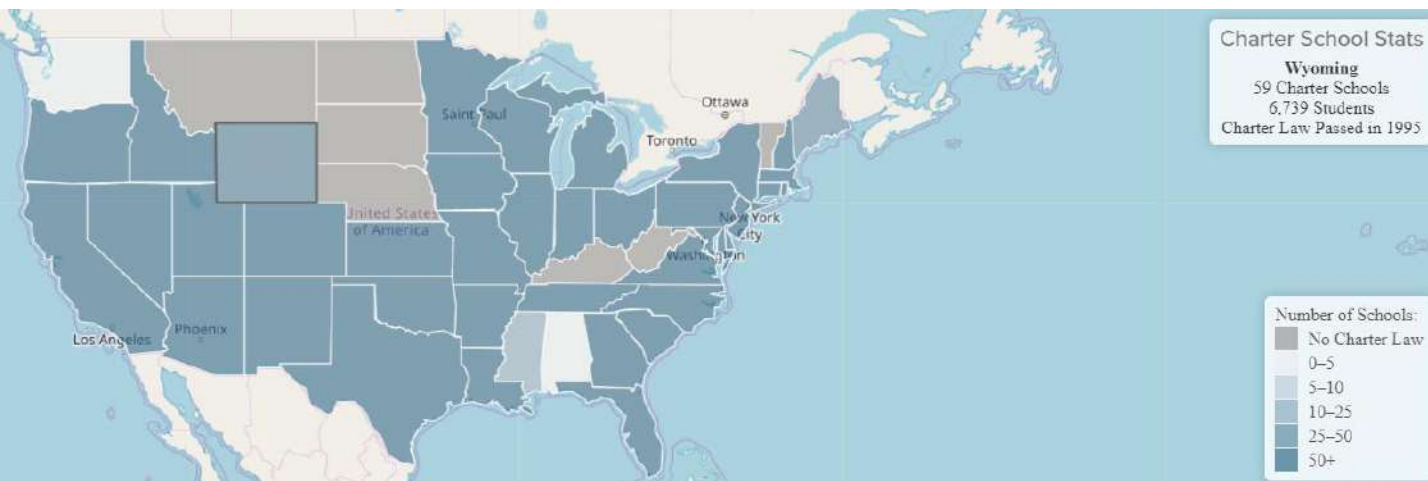 Charter School Stats
Wyoming
59 Charter Schools
6,739 Students
Charter Law Passed in 1995
Ottawa
Saint Paul
Toronto
United States
of America
New York
City
Washington
Los Angeles
Phoenix
Number of Schools:
No Charter Law
0–5
5–10
10–25
25–50
50+